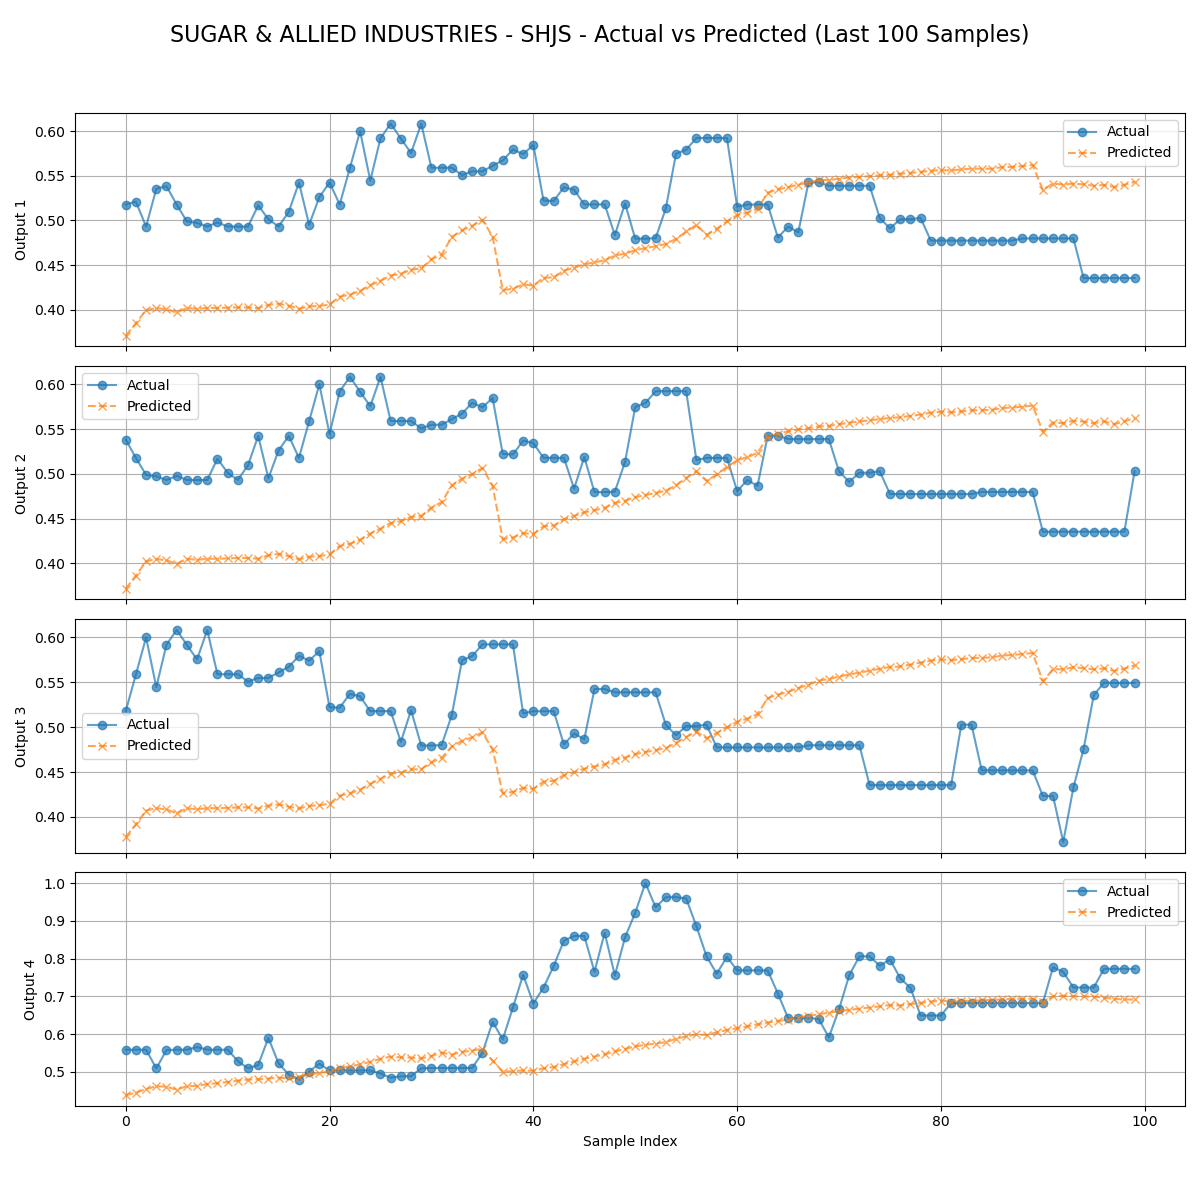 SUGAR & ALLIED INDUSTRIES - SHJS - Actual vs Predicted (Last 100 Samples)
Output 1
0.60
0.55
0.50
0.45
0.40
Actual
Predicted
Output 2
0.60
0.55
0.50
0.45
0.40
Actual
Predicted
Output 3
0.60
0.55
0.50
0.45
0.40
Actual
Predicted
Output 4
1.0
0.9
0.8
0.7
0.6
0.5
Actual
Predicted
0 20 40 60 80 100
Sample Index